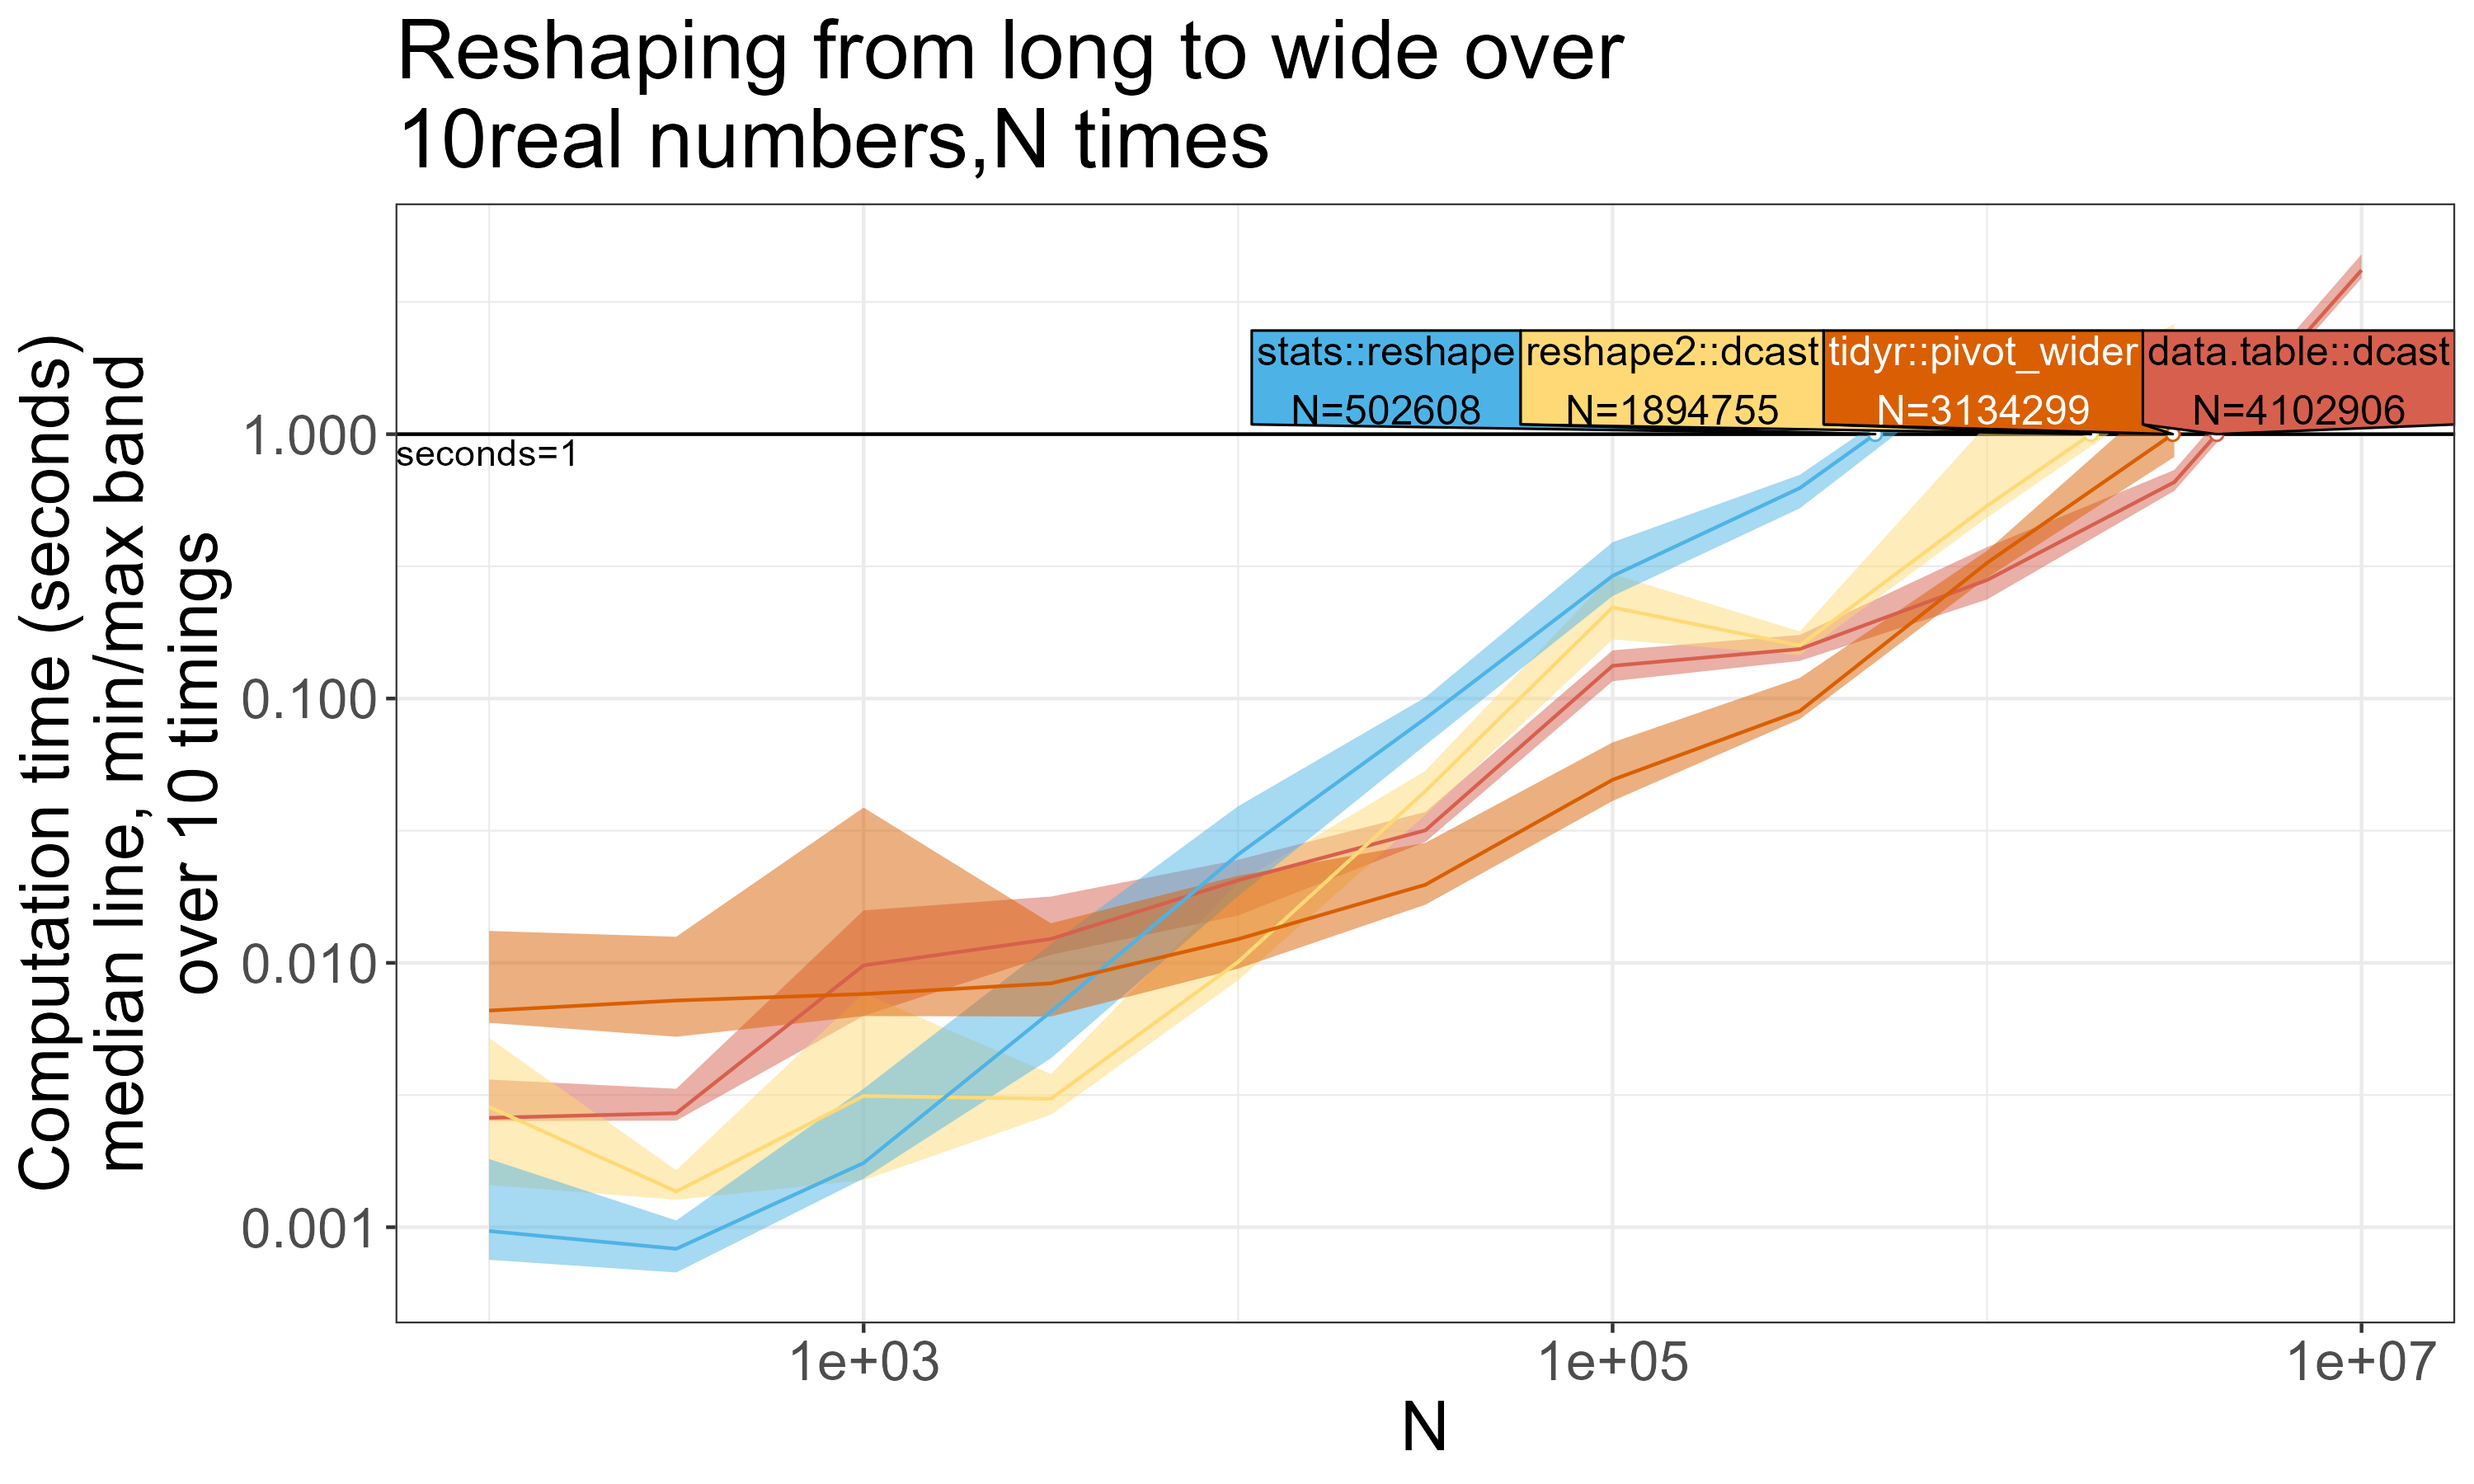 Reshaping from long to wide over
10real numbers,N times
Computation time (seconds)
median line, min/max band
over 10 timings
stats::reshape
N=502608
reshape2::dcast
N=1894755
tidyr::pivot_wider
N=3134299
data.table::dcast
N=4102906
1.000
seconds=1
0.100
0.010
0.001
1e+03
1e+05
1e+07
N